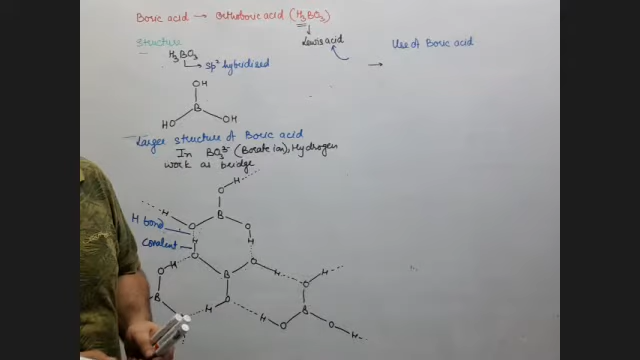 Boric acid → Orthoboric acid (H3BO3)
Lewis acid
Use of Boric acid
→
Structure
H3BO3
sp² hybridised
OH
B
HO OH
Larger structure of Boric acid
In BO3³⁻ (Borate ion), Hydrogen
work as bridge
O H
H O B O
H bond
H H
covalent
O H O B O H O H
B O H
H O B O H